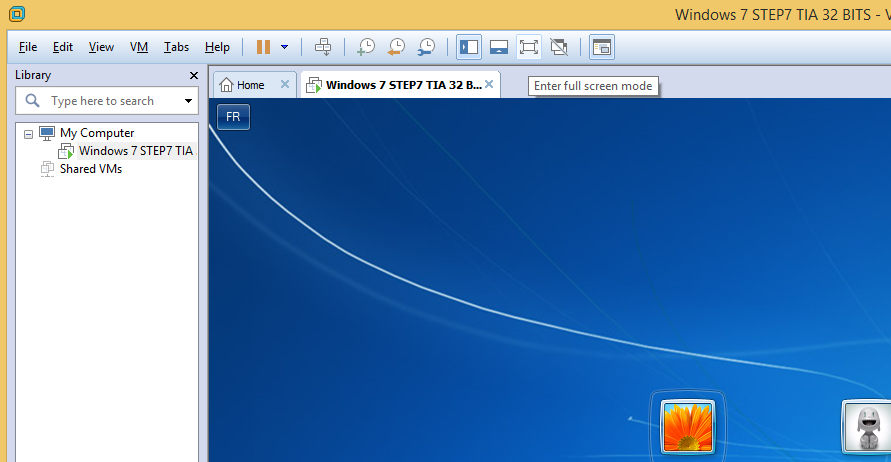 Windows 7 STEP7 TIA 32 BITS - V
File Edit View VM Tabs Help
Library
Home
Windows 7 STEP7 TIA 32 B...
Enter full screen mode
Type here to search
FR
My Computer
Windows 7 STEP7 TIA
Shared VMs